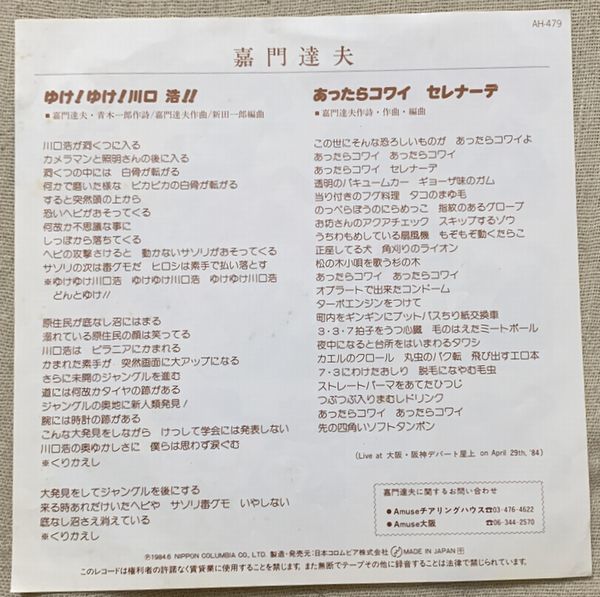 AH-479
嘉門達夫
ゆけ!ゆけ!川口 浩!!
■嘉門達夫・青木一郎作詩/嘉門達夫作曲/新田一郎編曲
川口浩が洞くつに入る
カメラマンと照明さんの後に入る
洞くつの中には 白骨が転がる
何かで磨いた様な ピカピカの白骨が転がる
すると突然頭の上から
恐いヘビがおそってくる
何故か不思議な事に
しっぽから落ちてくる
ヘビの攻撃さけると 動かないサソリがおそってくる
サソリの次は毒グモだ ヒロシは素手で払い落とす
※ゆけゆけ川口浩 ゆけゆけ川口浩 ゆけゆけ川口浩
どんとゆけ!!
原住民が底なし沼にはまる
溺れている原住民の顔は笑ってる
川口浩は ピラニアにかまれる
かまれた素手が 突然画面に大アップになる
さらに未開のジャングルを進む
道には何故かタイヤの跡がある
ジャングルの奥地に新人類発見!
腕には時計の跡がある
こんな大発見をしながら けっして学会には発表しない
川口浩の奥ゆかしさに 僕らは思わず涙ぐむ
※くりかえし
大発見をしてジャングルを後にする
来る時あれだけいたヘビや サソリ毒グモ いやしない
底なし沼さえ消えている
※くりかえし
あったらコワイ セレナーデ
■嘉門達夫作詩・作曲・編曲
この世にそんな恐ろしいものが あったらコワイよ
あったらコワイ あったらコワイ
あったらコワイ セレナーデ
透明のバキュームカー ギョーザ味のガム
当り付きのフグ料理 タコのまゆ毛
のっぺらぼうのにらめっこ 指紋のあるグローブ
お坊さんのアクアチェック スキップするゾウ
うちわもめしている扇風機 もぞもぞ動くたらこ
正座してる犬 角刈りのライオン
松の木小唄を歌う杉の木
あったらコワイ あったらコワイ
オブラートで出来たコンドーム
ターボエンジンをつけて
町内をギンギンにブットバスちり紙交換車
3・3・7拍子をうつ心臓 毛のはえたミートボール
夜中になると台所をはいまわるタワシ
カエルのクロール 丸虫のバク転 飛び出すエロ本
7・3にわけたおしり 脱毛になやむ毛虫
ストレートパーマをあてたひつじ
つぶつぶ入りまむしドリンク
あったらコワイ あったらコワイ
先の四角いソフトタンポン
(Live at 大阪・阪神デパート屋上 on April 29th, '84)
嘉門達夫に関するお問い合わせ
●Amuseチアリングハウス☎03-476-4622
●Amuse大阪 ☎06-344-2570
Ⓟ1984.6 NIPPON COLUMBIA CO., LTD. 製造・発売元:日本コロムビア株式会社 MADE IN JAPAN
このレコードは権利者の許諾なく賃貸業に使用することを禁じます。また無断でテープその他に録音することは法律で禁じられています。